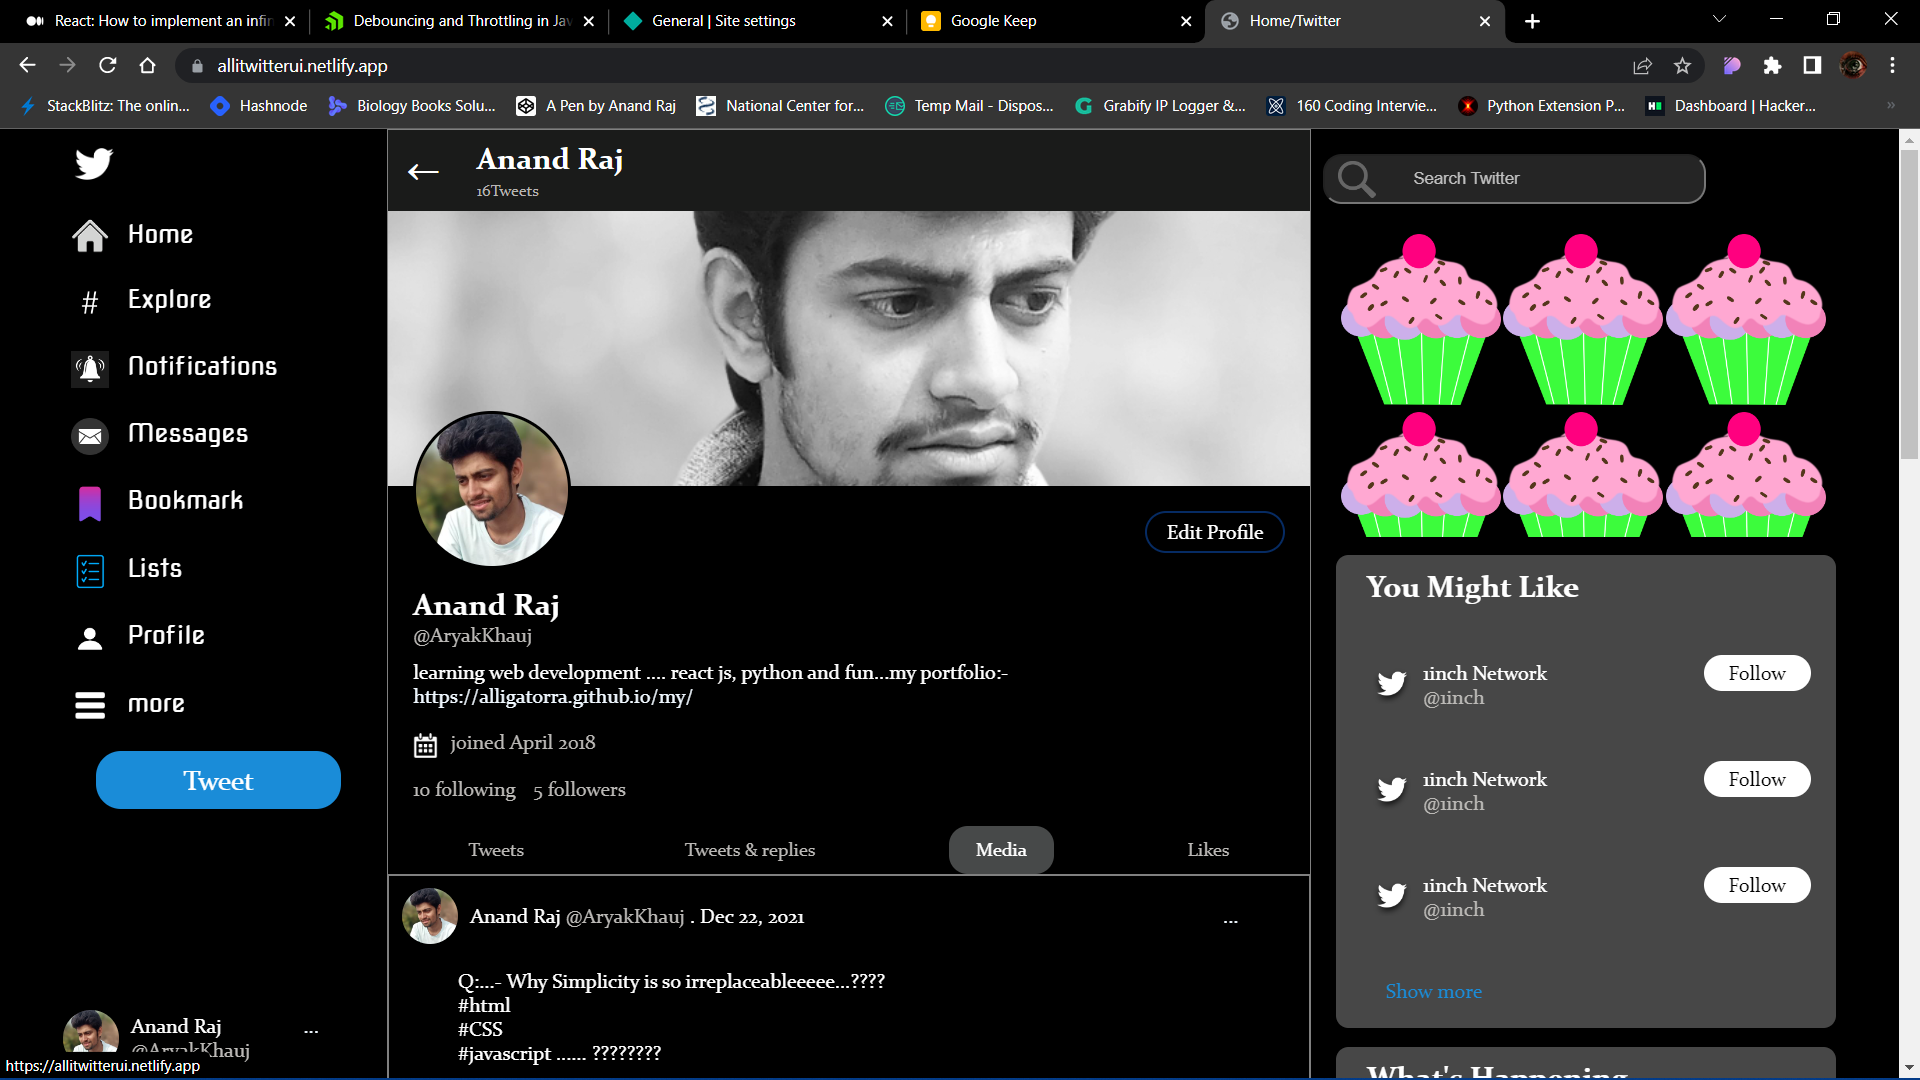 React: How to implement an infin
Debouncing and Throttling in Jav
General | Site settings
Google Keep
Home/Twitter
allitwitterui.netlify.app
StackBlitz: The onlin...
Hashnode
Biology Books Solu...
A Pen by Anand Raj
National Center for...
Temp Mail - Dispos...
Grabify IP Logger &...
160 Coding Intervie...
Python Extension P...
Dashboard | Hacker...
Home
# Explore
Notifications
Messages
Bookmark
Lists
Profile
more
Tweet
Anand Raj
@AryakKhauj
...
https://allitwitterui.netlify.app
Anand Raj
16Tweets
Edit Profile
Anand Raj
@AryakKhauj
learning web development .... react js, python and fun...my portfolio:-
https://alligatorra.github.io/my/
joined April 2018
10 following 5 followers
Tweets Tweets & replies Media Likes
Anand Raj @AryakKhauj . Dec 22, 2021 ...
Q:...- Why Simplicity is so irreplaceableeeee...????
#html
#CSS
#javascript ...... ????????
Search Twitter
You Might Like
1inch Network
@1inch
Follow
1inch Network
@1inch
Follow
1inch Network
@1inch
Follow
Show more
What's Happening